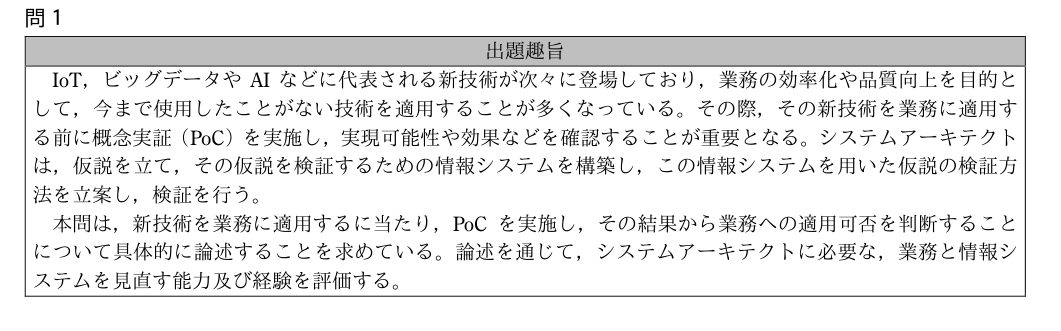 問1
出題趣旨
IoT，ビッグデータや AI などに代表される新技術が次々に登場しており，業務の効率化や品質向上を目的と
して，今まで使用したことがない技術を適用することが多くなっている。その際，その新技術を業務に適用す
る前に概念実証（PoC）を実施し，実現可能性や効果などを確認することが重要となる。システムアーキテクト
は，仮説を立て，その仮説を検証するための情報システムを構築し，この情報システムを用いた仮説の検証方
法を立案し，検証を行う。
本問は，新技術を業務に適用するに当たり，PoC を実施し，その結果から業務への適用可否を判断すること
について具体的に論述することを求めている。論述を通じて，システムアーキテクトに必要な，業務と情報シ
ステムを見直す能力及び経験を評価する。